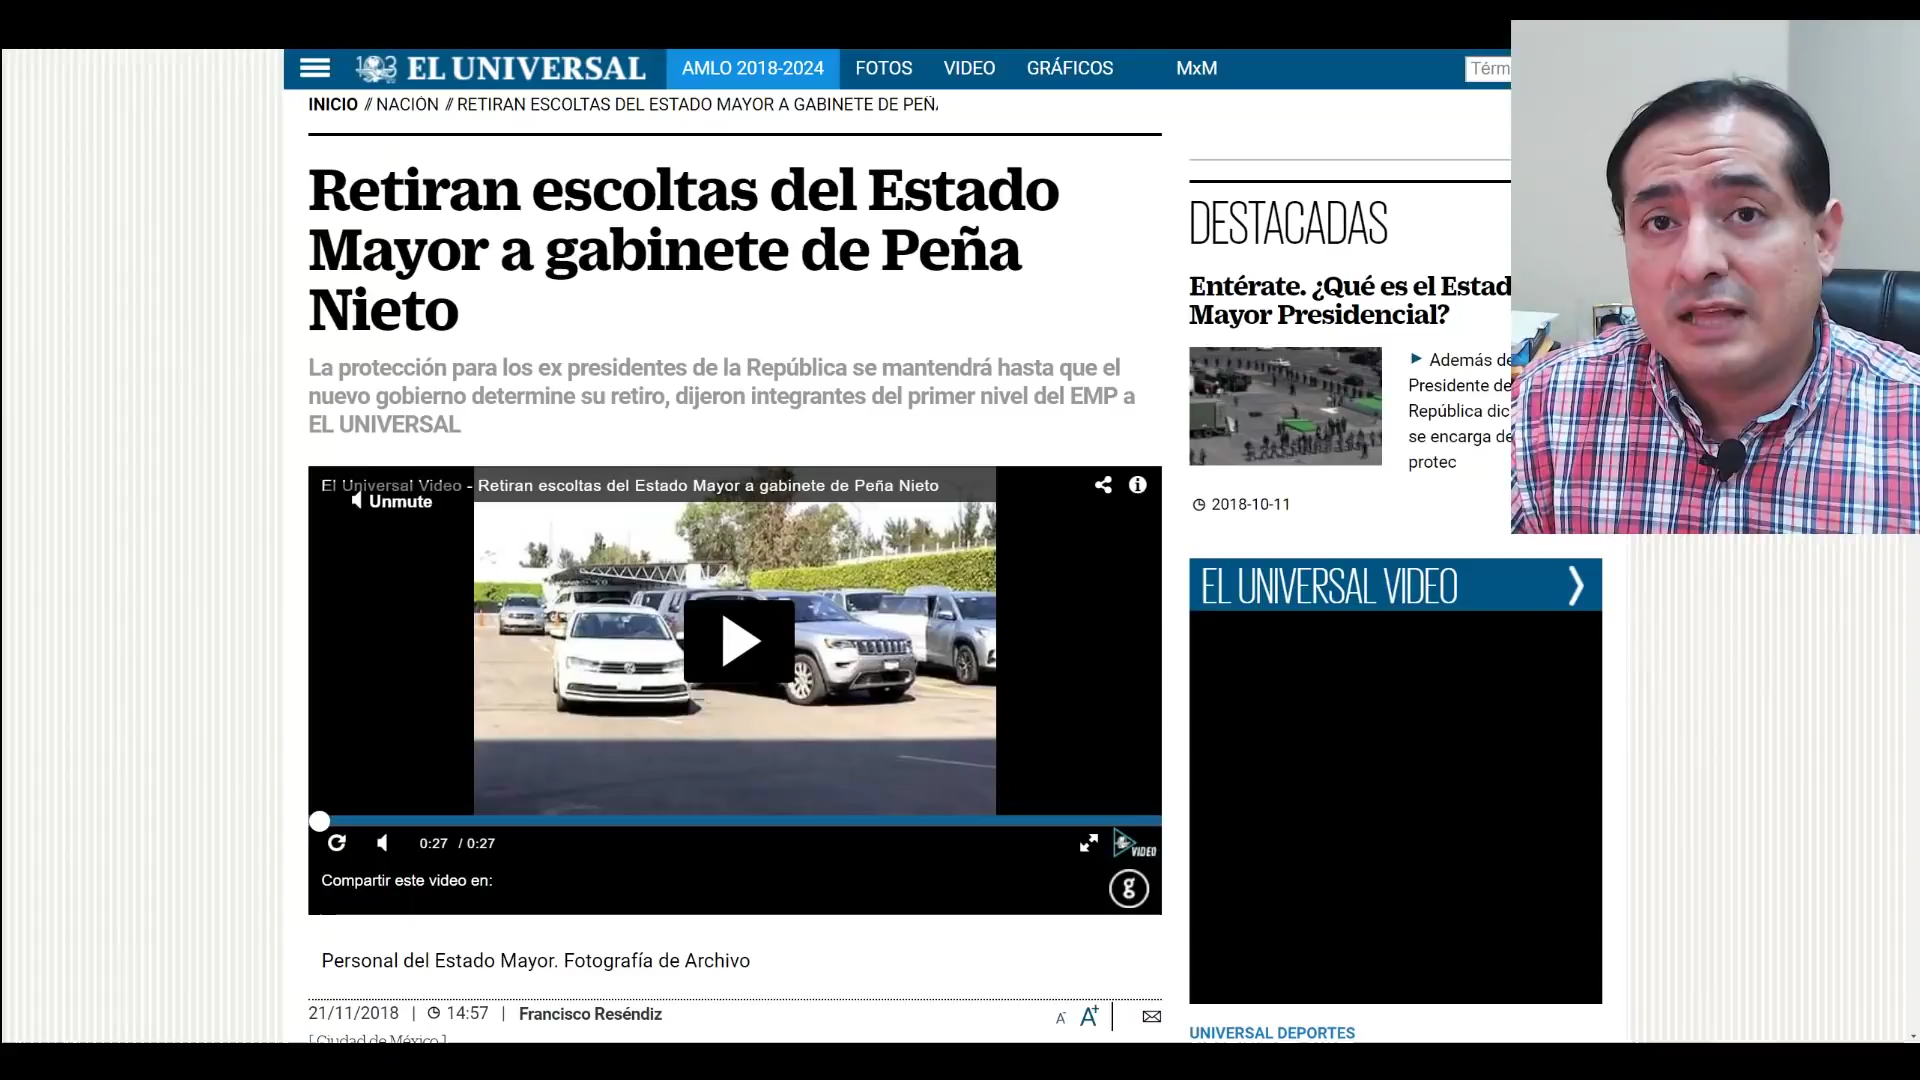 103 EL UNIVERSAL AMLO 2018-2024 FOTOS VIDEO GRÁFICOS MxM Térm
INICIO // NACIÓN // RETIRAN ESCOLTAS DEL ESTADO MAYOR A GABINETE DE PEÑ
Retiran escoltas del Estado
Mayor a gabinete de Peña
Nieto
La protección para los ex presidentes de la República se mantendrá hasta que el
nuevo gobierno determine su retiro, dijeron integrantes del primer nivel del EMP a
EL UNIVERSAL
El Universal Video - Retiran escoltas del Estado Mayor a gabinete de Peña Nieto
Unmute
0:27 / 0:27
VIDEO
Compartir este video en:
g
Personal del Estado Mayor. Fotografía de Archivo
21/11/2018 | 14:57 | Francisco Reséndiz
A- A+
[ Ciudad de México ]
DESTACADAS
Entérate. ¿Qué es el Estad
Mayor Presidencial?
Además de
Presidente de
República dic
se encarga de
protec
2018-10-11
EL UNIVERSAL VIDEO
UNIVERSAL DEPORTES